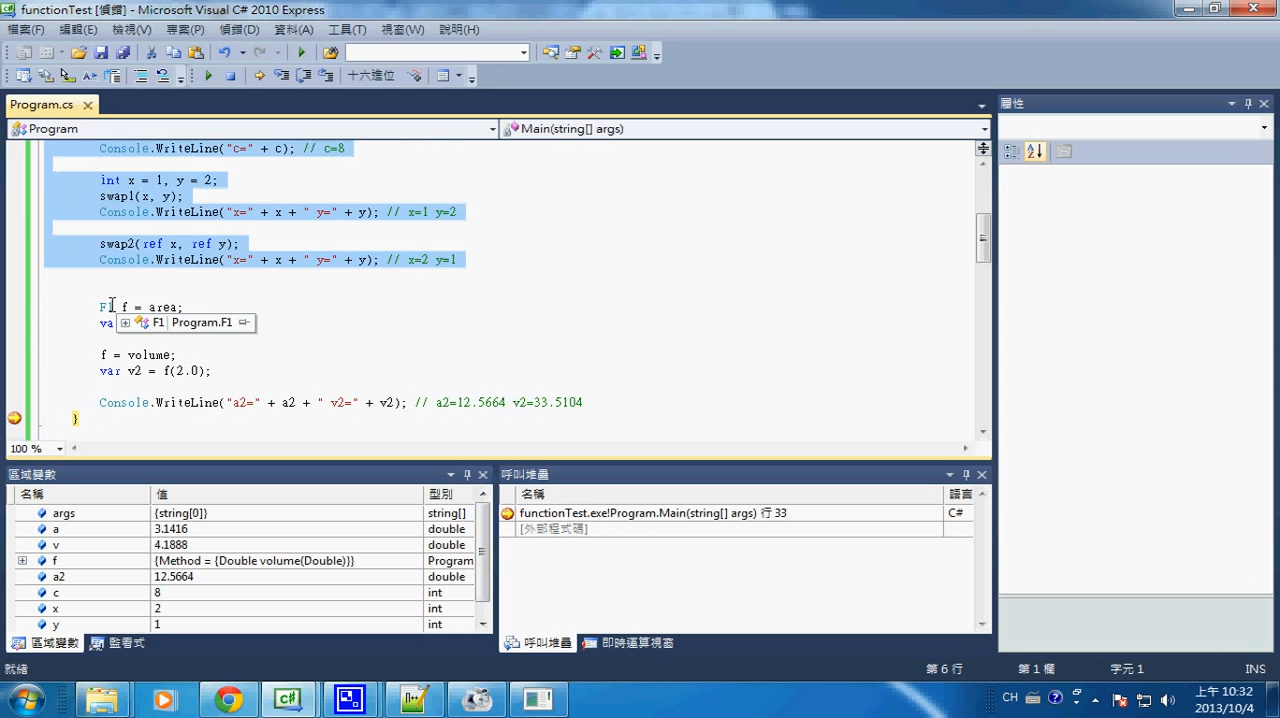 functionTest [偵錯] - Microsoft Visual C# 2010 Express
檔案(F) 編輯(E) 檢視(V) 專案(P) 偵錯(D) 資料(A) 工具(T) 視窗(W) 說明(H)
十六進位
Program.cs
Program Main(string[] args)
Console.WriteLine("c=" + c); // c=8
int x = 1, y = 2;
swap1(x, y);
Console.WriteLine("x=" + x + " y=" + y); // x=1 y=2
swap2(ref x, ref y);
Console.WriteLine("x=" + x + " y=" + y); // x=2 y=1
F1 f = area;
va
F1 Program.F1
f = volume;
var v2 = f(2.0);
Console.WriteLine("a2=" + a2 + " v2=" + v2); // a2=12.5664 v2=33.5104
}
100 %
屬性
區域變數
名稱 值 型別
args {string[0]} string[]
a 3.1416 double
v 4.1888 double
f {Method = {Double volume(Double)}} Program
a2 12.5664 double
c 8 int
x 2 int
y 1 int
區域變數 監看式
呼叫堆疊
名稱 語言
functionTest.exe!Program.Main(string[] args) 行 33 C#
[外部程式碼]
呼叫堆疊 即時運算視窗
就緒 第 6 行 第 1 欄 字元 1 INS
CH
上午 10:32
2013/10/4